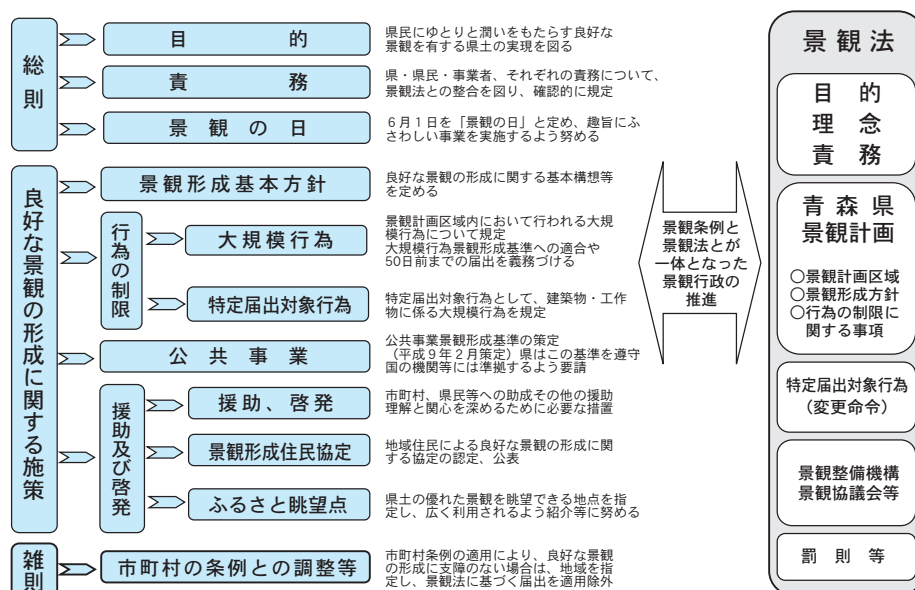 総則
目的
県民にゆとりと潤いをもたらす良好な
景観を有する県土の実現を図る
責務
県・県民・事業者、それぞれの責務について、
景観法との整合を図り、確認的に規定
景観の日
６月１日を「景観の日」と定め、趣旨にふ
さわしい事業を実施するよう努める
良好な景観の形成に関する施策
景観形成基本方針
良好な景観の形成に関する基本構想等
を定める
行為の制限
大規模行為
景観計画区域内において行われる大規
模行為について規定
大規模行為景観形成基準への適合や
50日前までの届出を義務づける
特定届出対象行為
特定届出対象行為として、建築物・工作
物に係る大規模行為を規定
公共事業
公共事業景観形成基準の策定
（平成９年２月策定）県はこの基準を遵守
国の機関等には準拠するよう要請
援助及び啓発
援助、啓発
市町村、県民等への助成その他の援助
理解と関心を深めるために必要な措置
景観形成住民協定
地域住民による良好な景観の形成に関
する協定の認定、公表
ふるさと眺望点
県土の優れた景観を眺望できる地点を指
定し、広く利用されるよう紹介等に努める
雑則
市町村の条例との調整等
市町村条例の適用により、良好な景観
の形成に支障のない場合は、地域を指
定し、景観法に基づく届出を適用除外
景観条例と
景観法とが
一体となった
景観行政の
推進
景観法
目的
理念
責務
青森県
景観計画
○景観計画区域
○景観形成方針
○行為の制限に
関する事項
特定届出対象行為
（変更命令）
景観整備機構
景観協議会等
罰則等